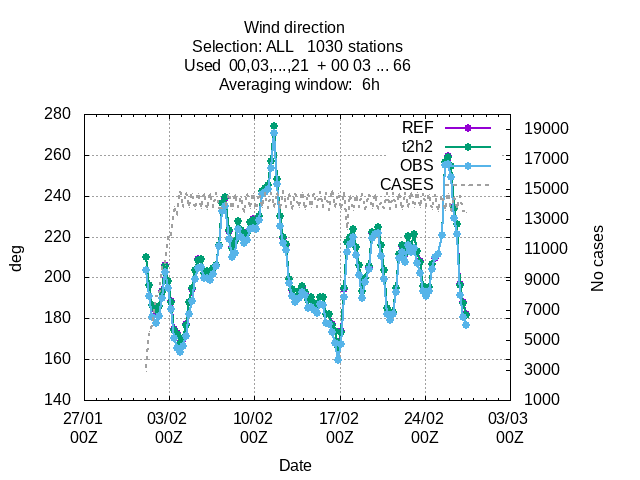 Wind direction
Selection: ALL   1030 stations
Used  00,03,...,21  + 00 03 ... 66
Averaging window:  6h
280
260
240
220
200
180
160
140
deg
19000
17000
15000
13000
11000
9000
7000
5000
3000
1000
No cases
REF
t2h2
OBS
CASES
27/01 03/02 10/02 17/02 24/02 03/03
00Z 00Z 00Z 00Z 00Z 00Z
Date